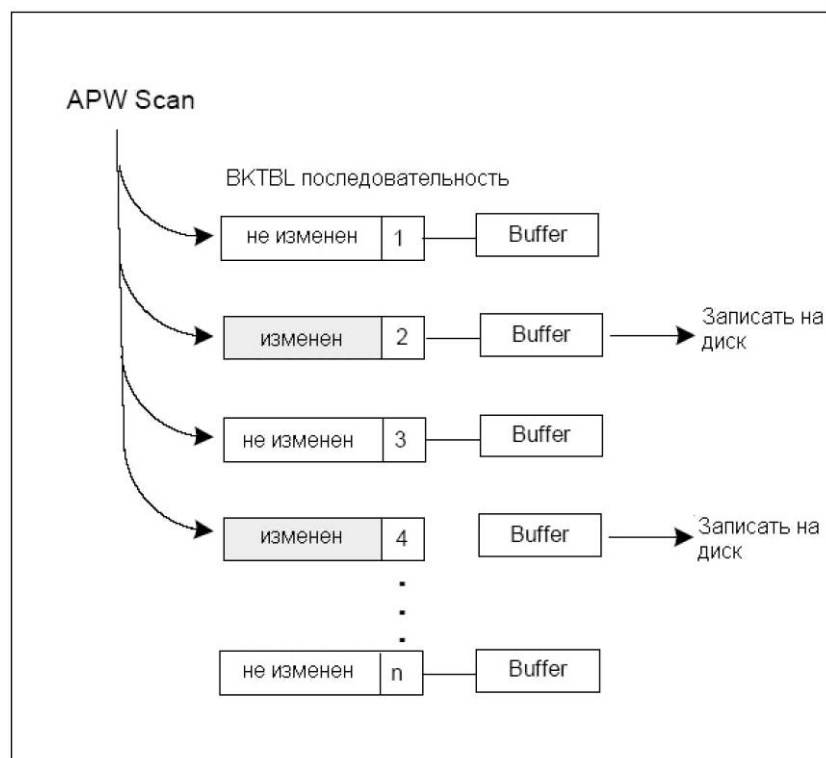 APW Scan
BKTBL последовательность
не изменен 1 Buffer
изменен 2 Buffer
Записать на
диск
не изменен 3 Buffer
изменен 4 Buffer
Записать на
диск
не изменен n Buffer